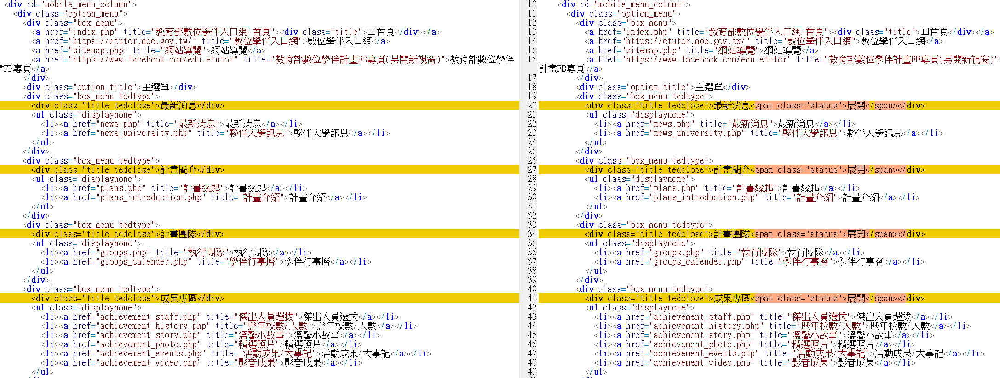 <div id="mobile_menu_column">
<div class="option_menu">
<div class="box_menu">
<a href="index.php" title="教育部數位學伴入口網-首頁"><div class="title">回首頁</div></a>
<a href="https://etutor.moe.gov.tw/" title="數位學伴入口網">數位學伴入口網</a>
<a href="sitemap.php" title="網站導覽">網站導覽</a>
<a href="https://www.facebook.com/edu.etutor" title="教育部數位學伴計畫FB專頁(另開新視窗)">教育部數位學伴
畫FB專頁</a>
</div>
<div class="option_title">主選單</div>
<div class="box_menu tedtype">
<div class="title tedclose">最新消息</div>
<ul class="displaynone">
<li><a href="news.php" title="最新消息">最新消息</a></li>
<li><a href="news_university.php" title="夥伴大學訊息">夥伴大學訊息</a></li>
</ul>
</div>
<div class="box_menu tedtype">
<div class="title tedclose">計畫簡介</div>
<ul class="displaynone">
<li><a href="plans.php" title="計畫緣起">計畫緣起</a></li>
<li><a href="plans_introduction.php" title="計畫介紹">計畫介紹</a></li>
</ul>
</div>
<div class="box_menu tedtype">
<div class="title tedclose">計畫團隊</div>
<ul class="displaynone">
<li><a href="groups.php" title="執行團隊">執行團隊</a></li>
<li><a href="groups_calender.php" title="學伴行事曆">學伴行事曆</a></li>
</ul>
</div>
<div class="box_menu tedtype">
<div class="title tedclose">成果專區</div>
<ul class="displaynone">
<li><a href="achievement_staff.php" title="傑出人員選拔">傑出人員選拔</a></li>
<li><a href="achievement_history.php" title="歷年校數/人數">歷年校數/人數</a></li>
<li><a href="achievement_story.php" title="溫馨小故事">溫馨小故事</a></li>
<li><a href="achievement_photo.php" title="精選照片">精選照片</a></li>
<li><a href="achievement_events.php" title="活動成果/大事記">活動成果/大事記</a></li>
<li><a href="achievement_video.php" title="影音成果">影音成果</a></li>
</ul>
10 <div id="mobile_menu_column">
11 <div class="option_menu">
12 <div class="box_menu">
13 <a href="index.php" title="教育部數位學伴入口網-首頁"><div class="title">回首頁</div></a>
14 <a href="https://etutor.moe.gov.tw/" title="數位學伴入口網">數位學伴入口網</a>
15 <a href="sitemap.php" title="網站導覽">網站導覽</a>
16 <a href="https://www.facebook.com/edu.etutor" title="教育部數位學伴計畫FB專頁(另開新視窗)">
計畫FB專頁</a>
17 </div>
18 <div class="option_title">主選單</div>
19 <div class="box_menu tedtype">
20 <div class="title tedclose">最新消息<span class="status">展開</span></div>
21 <ul class="displaynone">
22 <li><a href="news.php" title="最新消息">最新消息</a></li>
23 <li><a href="news_university.php" title="夥伴大學訊息">夥伴大學訊息</a></li>
24 </ul>
25 </div>
26 <div class="box_menu tedtype">
27 <div class="title tedclose">計畫簡介<span class="status">展開</span></div>
28 <ul class="displaynone">
29 <li><a href="plans.php" title="計畫緣起">計畫緣起</a></li>
30 <li><a href="plans_introduction.php" title="計畫介紹">計畫介紹</a></li>
31 </ul>
32 </div>
33 <div class="box_menu tedtype">
34 <div class="title tedclose">計畫團隊<span class="status">展開</span></div>
35 <ul class="displaynone">
36 <li><a href="groups.php" title="執行團隊">執行團隊</a></li>
37 <li><a href="groups_calender.php" title="學伴行事曆">學伴行事曆</a></li>
38 </ul>
39 </div>
40 <div class="box_menu tedtype">
41 <div class="title tedclose">成果專區<span class="status">展開</span></div>
42 <ul class="displaynone">
43 <li><a href="achievement_staff.php" title="傑出人員選拔">傑出人員選拔</a></li>
44 <li><a href="achievement_history.php" title="歷年校數/人數">歷年校數/人數</a></li>
45 <li><a href="achievement_story.php" title="溫馨小故事">溫馨小故事</a></li>
46 <li><a href="achievement_photo.php" title="精選照片">精選照片</a></li>
47 <li><a href="achievement_events.php" title="活動成果/大事記">活動成果/大事記</a></li>
48 <li><a href="achievement_video.php" title="影音成果">影音成果</a></li>
49 </ul>